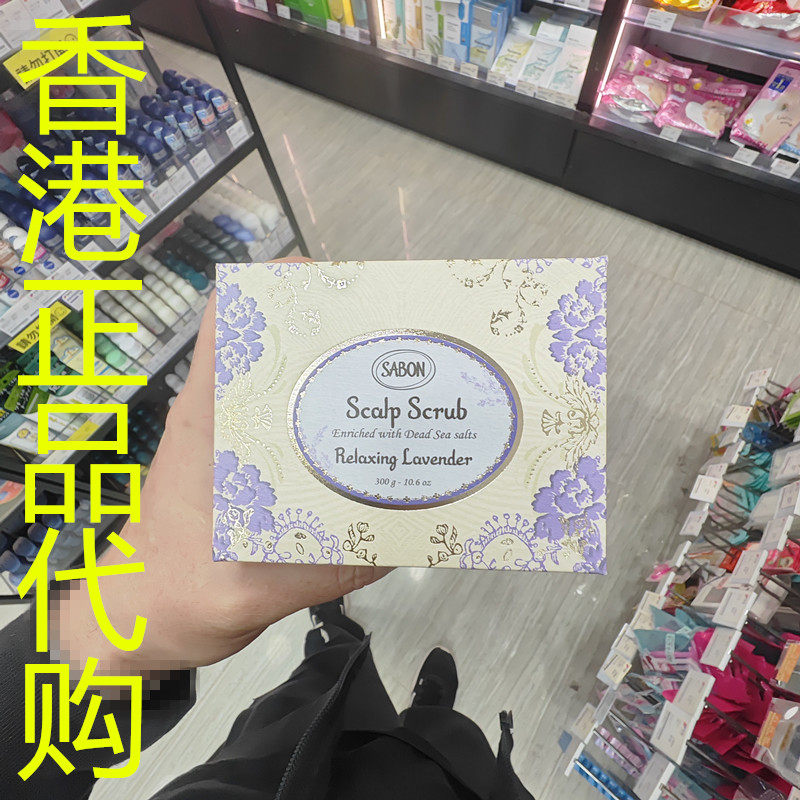 香港正品代购
SABON
Scalp Scrub
Enriched with Dead Sea salts
Relaxing Lavender
300 g - 10.6 oz